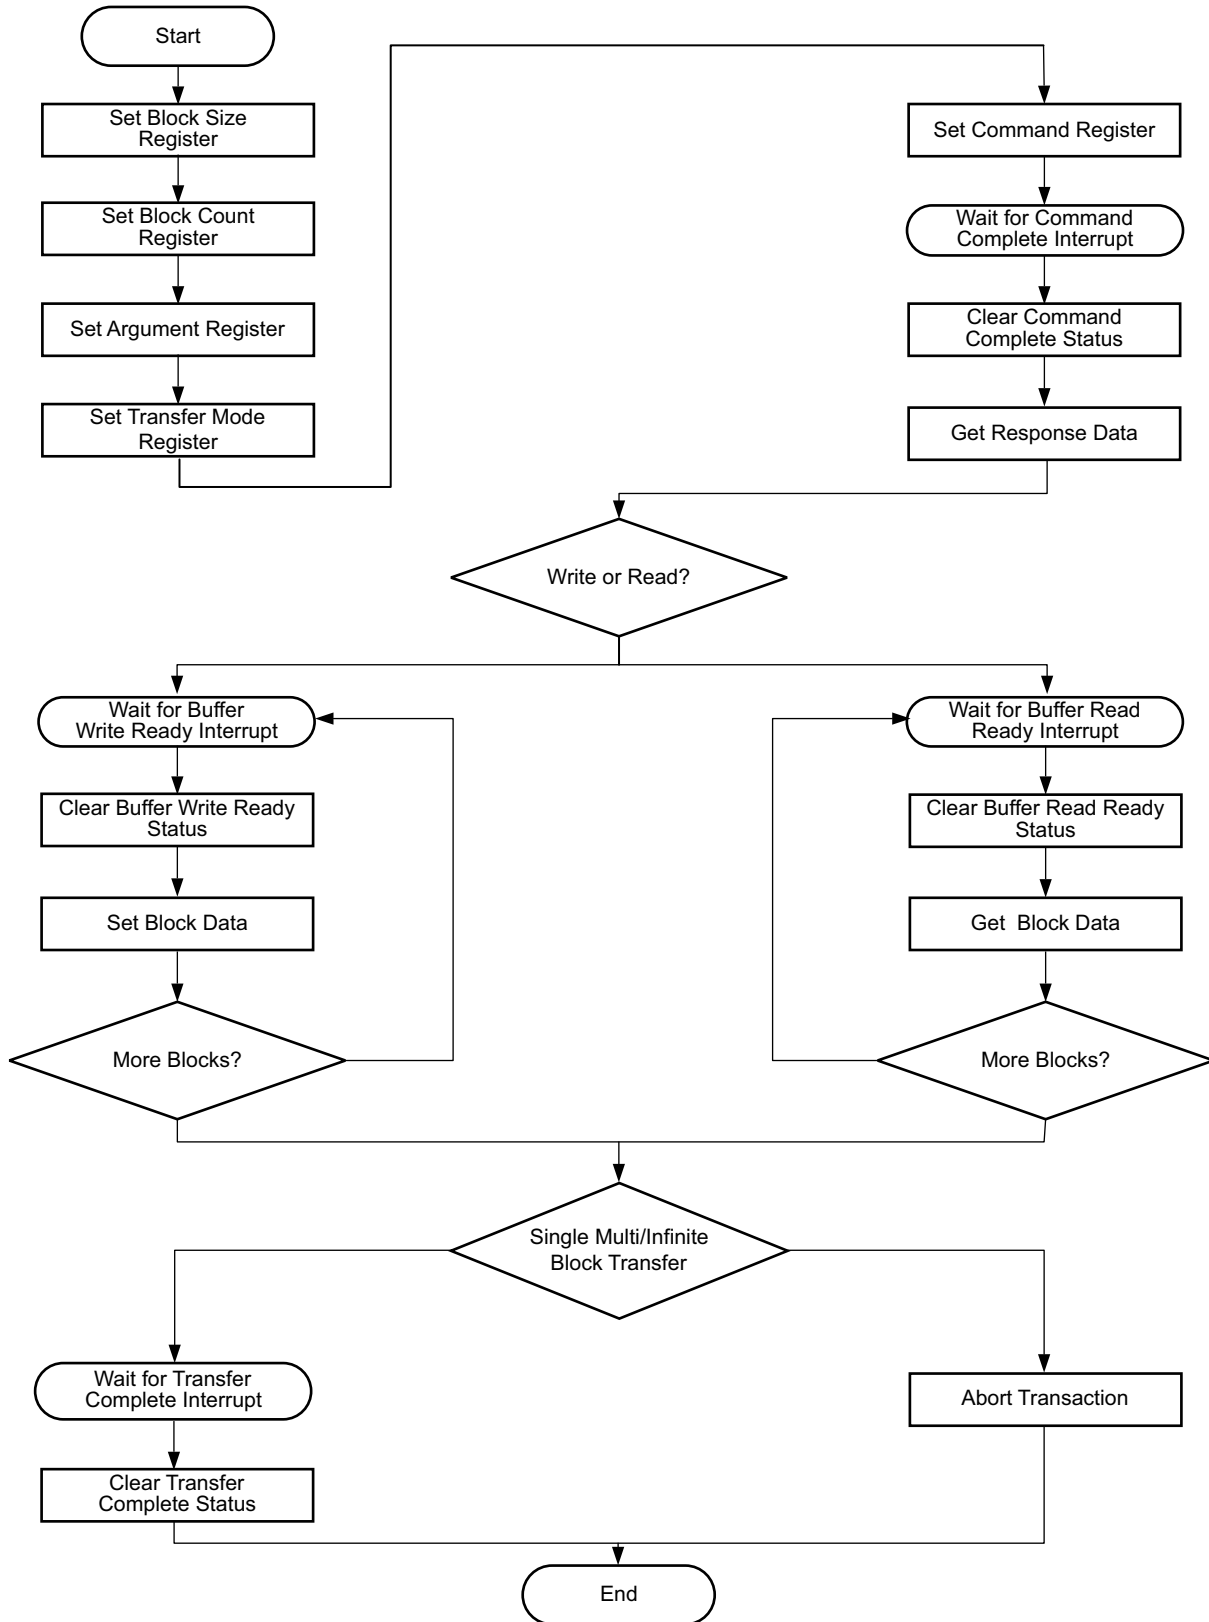 Start
Set Block Size
Register
Set Block Count
Register
Set Argument Register
Set Transfer Mode
Register
Set Command Register
Wait for Command
Complete Interrupt
Clear Command
Complete Status
Get Response Data
Write or Read?
Wait for Buffer
Write Ready Interrupt
Clear Buffer Write Ready
Status
Set Block Data
More Blocks?
Wait for Buffer Read
Ready Interrupt
Clear Buffer Read Ready
Status
Get  Block Data
More Blocks?
Single Multi/Infinite
Block Transfer
Wait for Transfer
Complete Interrupt
Clear Transfer
Complete Status
Abort Transaction
End